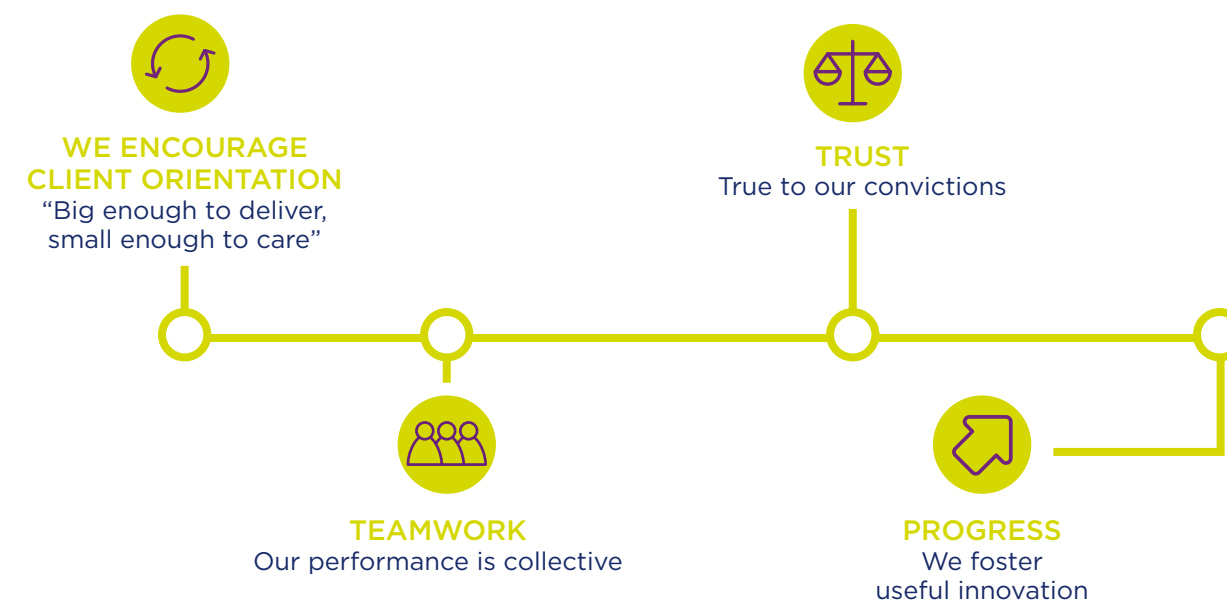 WE ENCOURAGE
CLIENT ORIENTATION
“Big enough to deliver,
small enough to care”
TRUST
True to our convictions
TEAMWORK
Our performance is collective
PROGRESS
We foster
useful innovation